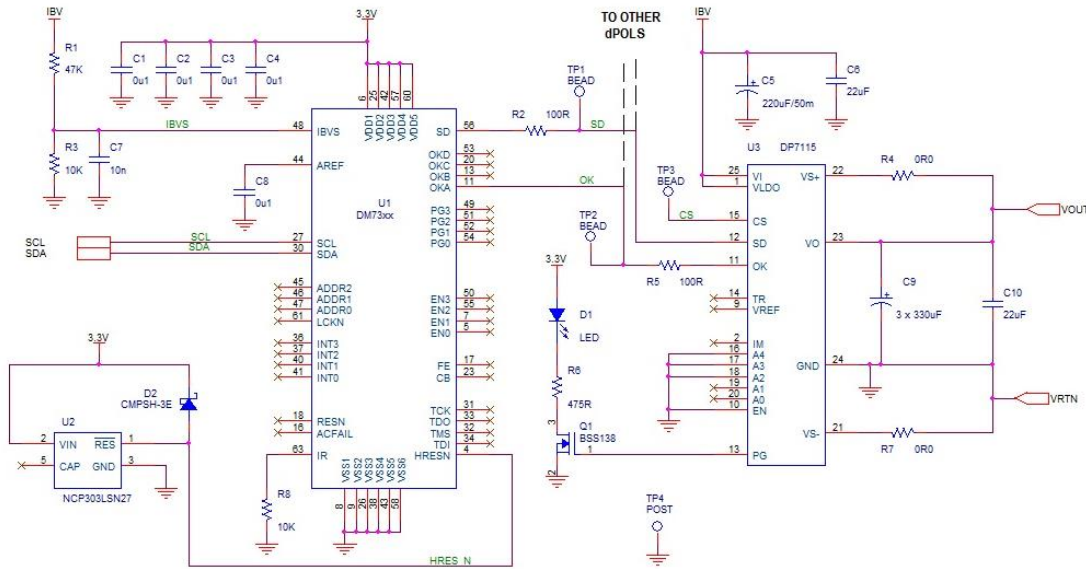 IBV
3.3V
TO OTHER
dPOLS
IBV
R1
47K
C1
0u1
C2
0u1
C3
0u1
C4
0u1
TP1
BEAD
C5
220uF/50m
C6
22uF
6
25
42
57
60
VDD1
VDD2
VDD3
VDD4
VDD5
R2
100R
IBVS
48
IBVS
SD
56
SD
U3
DP7115
R3
10K
C7
10n
44
AREF
OKD
53
OKC
20
OKB
13
OKA
11
OK
C8
0u1
TP3
BEAD
25
VI
1
VLDO
VS+
22
R4
0R0
U1
DM73xx
PG3
49
PG2
51
PG1
52
PG0
54
CS
15
CS
VOUT
TP2
BEAD
12
SD
VO
23
SCL
SDA
SCL
27
SCL
SDA
30
SDA
11
OK
R5
100R
45
ADDR2
46
ADDR1
47
ADDR0
61
LCKN
EN3
50
EN2
55
EN1
7
EN0
5
3.3V
14
TR
9
VREF
C9
3 x 330uF
C10
22uF
D1
LED
36
INT3
37
INT2
40
INT1
41
INT0
FE
17
CB
23
2
IM
16
A4
17
A3
18
A2
19
A1
20
A0
10
EN
GND
24
3.3V
R6
475R
VRTN
D2
CMPSH-3E
18
RESN
16
ACFAIL
TCK
31
TDO
33
TMS
32
TDI
34
HRESN
4
U2
2
VIN
RES
1
5
CAP
GND
3
NCP303LSN27
63
IR
3
Q1
BSS138
1
2
13
PG
VS-
21
R7
0R0
VSS1
VSS2
VSS3
VSS4
VSS5
VSS6
8
9
26
38
43
58
R8
10K
TP4
POST
HRES_N